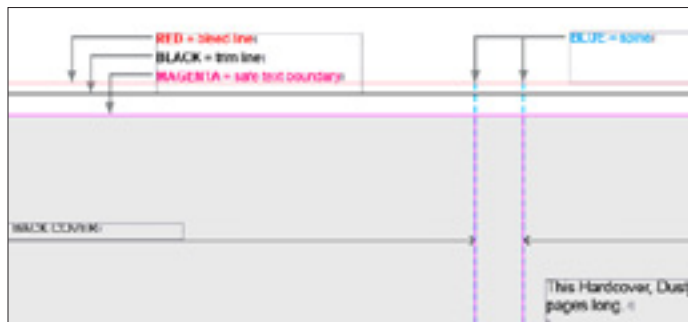 RED = bleed line
BLACK = trim line
MAGENTA = safe text boundary
BLUE = spine
BACK COVER
This Hardcover, Dust
pages long.